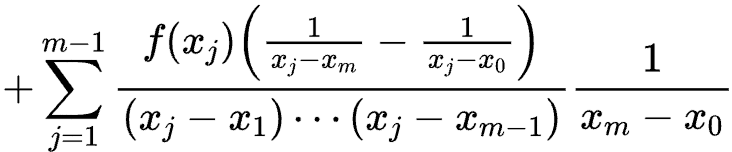 + \sum_{j=1}^{m-1} \frac{f(x_j)\left(\frac{1}{x_j-x_m} - \frac{1}{x_j-x_0}\right)}{(x_j-x_1)\cdots(x_j-x_{m-1})} \frac{1}{x_m-x_0}